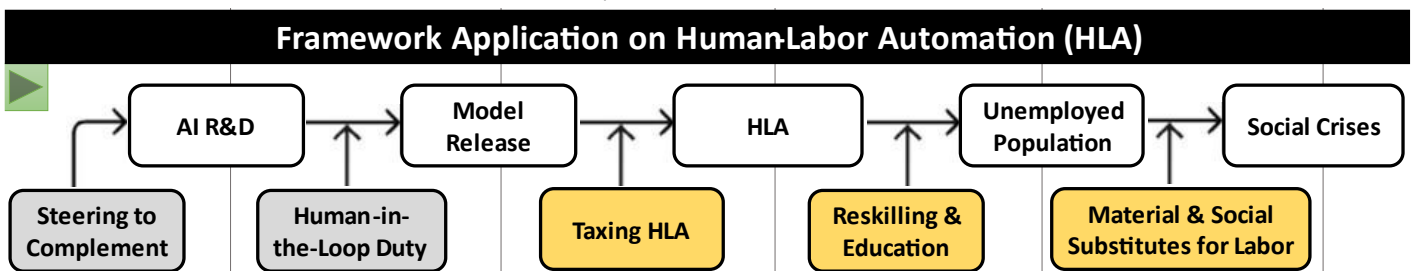 Framework Application on Human-Labor Automation (HLA)
AI R&D
Model
Release
HLA
Unemployed
Population
Social Crises
Steering to
Complement
Human-in-
the-Loop Duty
Taxing HLA
Reskilling &
Education
Material & Social
Substitutes for Labor